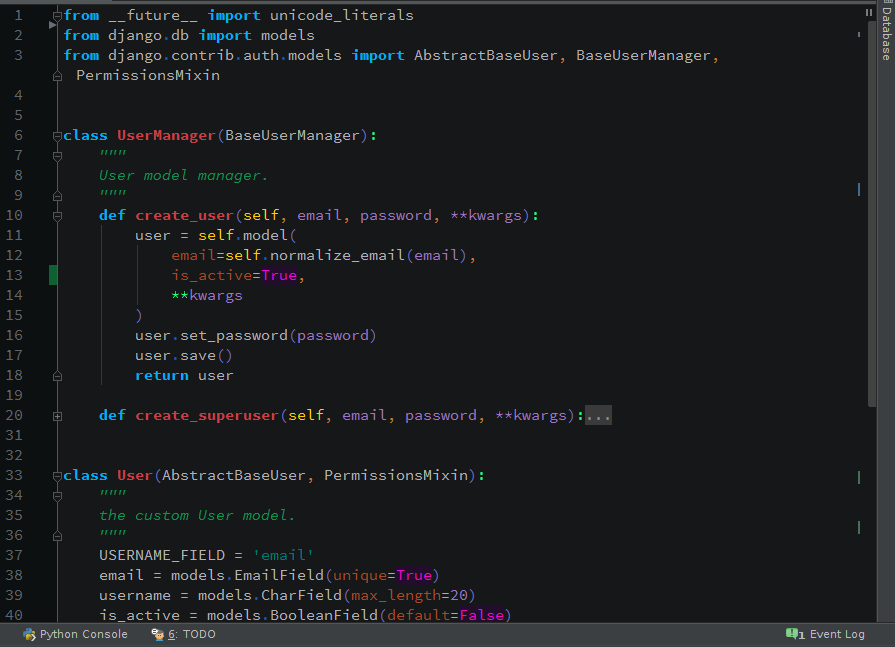 1 from __future__ import unicode_literals
2 from django.db import models
3 from django.contrib.auth.models import AbstractBaseUser, BaseUserManager,
PermissionsMixin
4
5
6 class UserManager(BaseUserManager):
7     """
8     User model manager.
9     """
10     def create_user(self, email, password, **kwargs):
11         user = self.model(
12             email=self.normalize_email(email),
13             is_active=True,
14             **kwargs
15         )
16         user.set_password(password)
17         user.save()
18         return user
19
20     def create_superuser(self, email, password, **kwargs):...
31
32
33 class User(AbstractBaseUser, PermissionsMixin):
34     """
35     the custom User model.
36     """
37     USERNAME_FIELD = 'email'
38     email = models.EmailField(unique=True)
39     username = models.CharField(max_length=20)
40     is_active = models.BooleanField(default=False)
Database
Python Console 6: TODO 1 Event Log